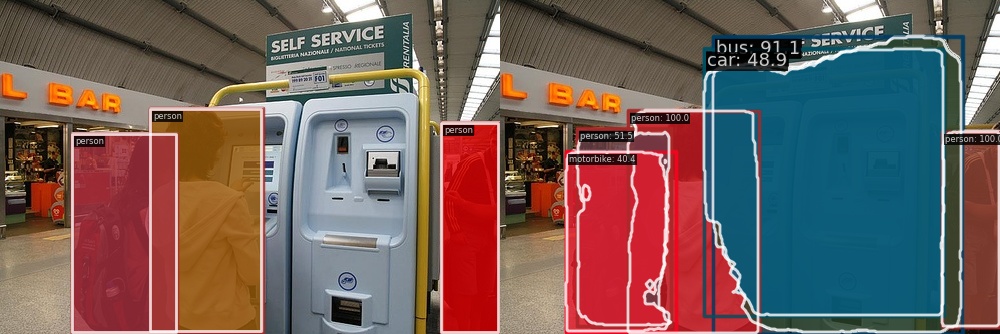 SELF SERVICE
BIGLIETTERIA NAZIONALE / NATIONAL TICKETS
TRENITALIA
L BAR
person
person
person
SERVICE
L BAR
bus: 91.1
car: 48.9
person: 100.0
person: 51.5
motorbike: 40.4
person: 100.0